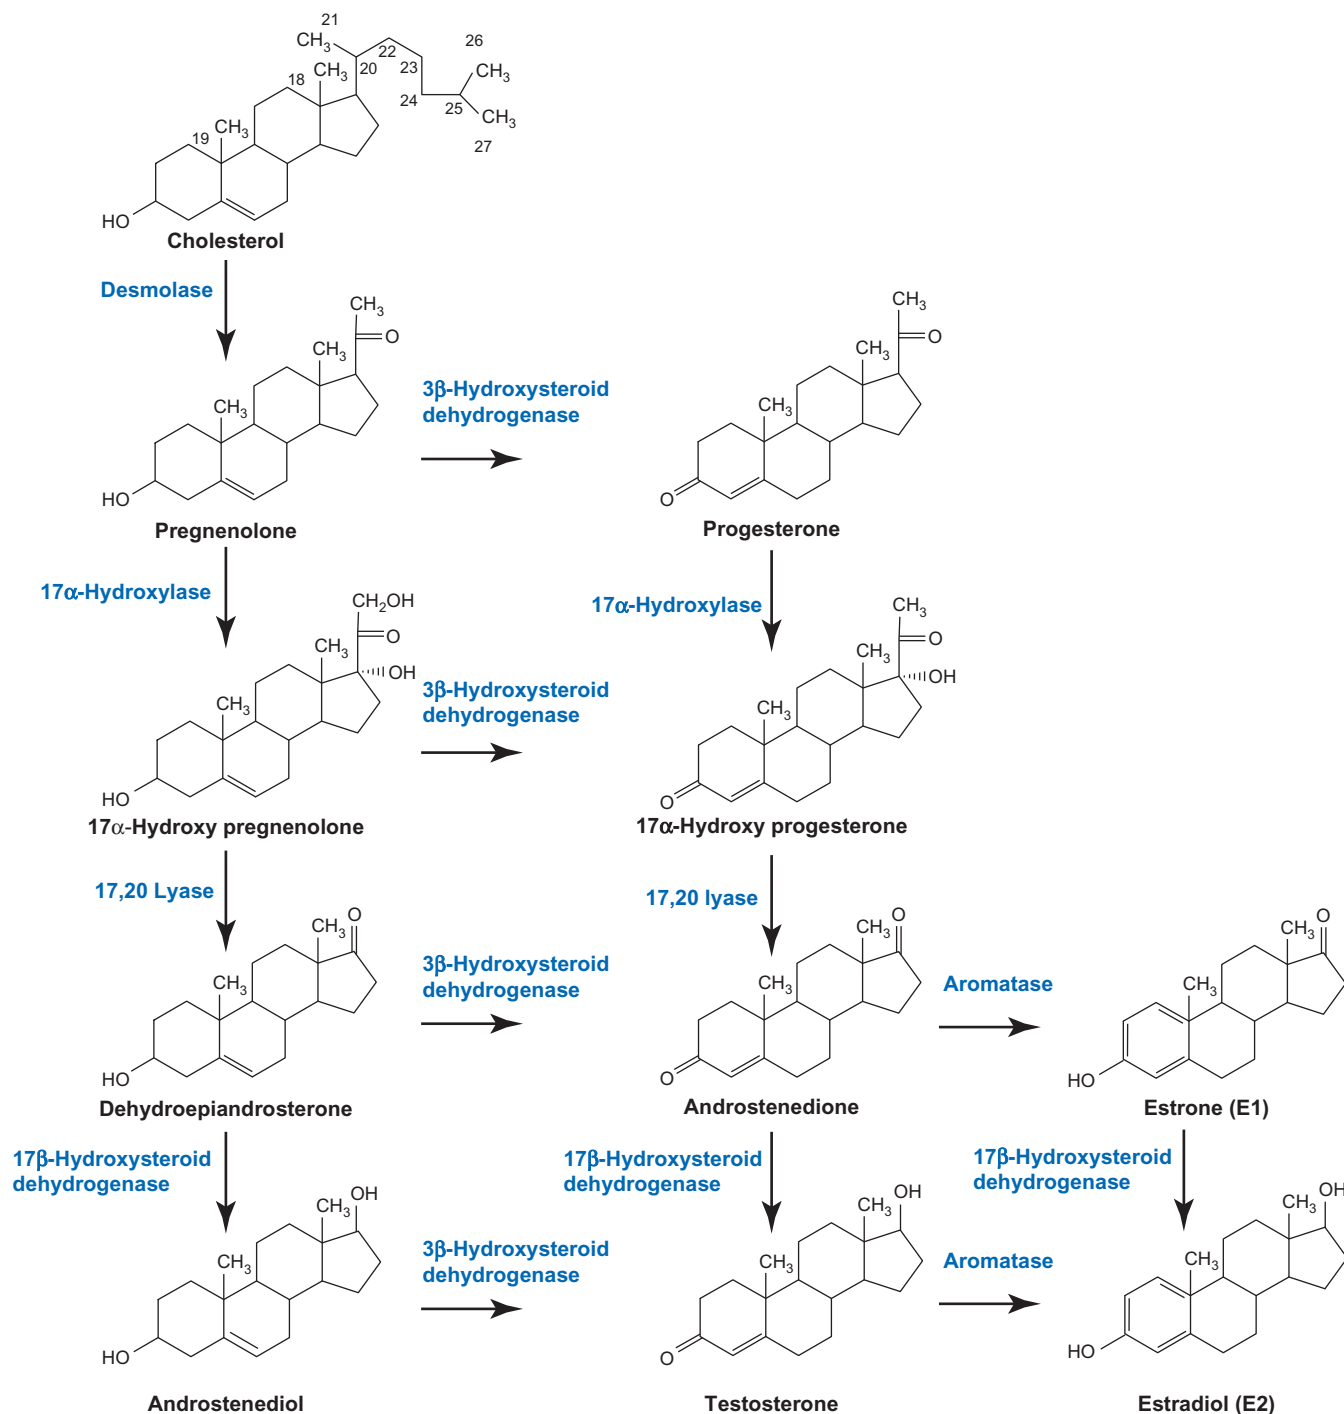 21
CH3
22
26
20
23
CH3
18
CH3
24
25
CH3
27
19
CH3
HO
Cholesterol
Desmolase
CH3
O
CH3
CH3
HO
Pregnenolone
3β-Hydroxysteroid
dehydrogenase
CH3
O
CH3
CH3
O
Progesterone
17α-Hydroxylase
17α-Hydroxylase
CH2OH
O
CH3
OH
CH3
HO
17α-Hydroxy pregnenolone
3β-Hydroxysteroid
dehydrogenase
CH3
O
CH3
OH
CH3
O
17α-Hydroxy progesterone
17,20 Lyase
17,20 lyase
O
CH3
CH3
HO
Dehydroepiandrosterone
3β-Hydroxysteroid
dehydrogenase
O
CH3
CH3
O
Androstenedione
Aromatase
O
CH3
CH3
HO
Estrone (E1)
17β-Hydroxysteroid
dehydrogenase
17β-Hydroxysteroid
dehydrogenase
17β-Hydroxysteroid
dehydrogenase
OH
CH3
CH3
HO
Androstenediol
3β-Hydroxysteroid
dehydrogenase
OH
CH3
CH3
O
Testosterone
Aromatase
OH
CH3
CH3
HO
Estradiol (E2)